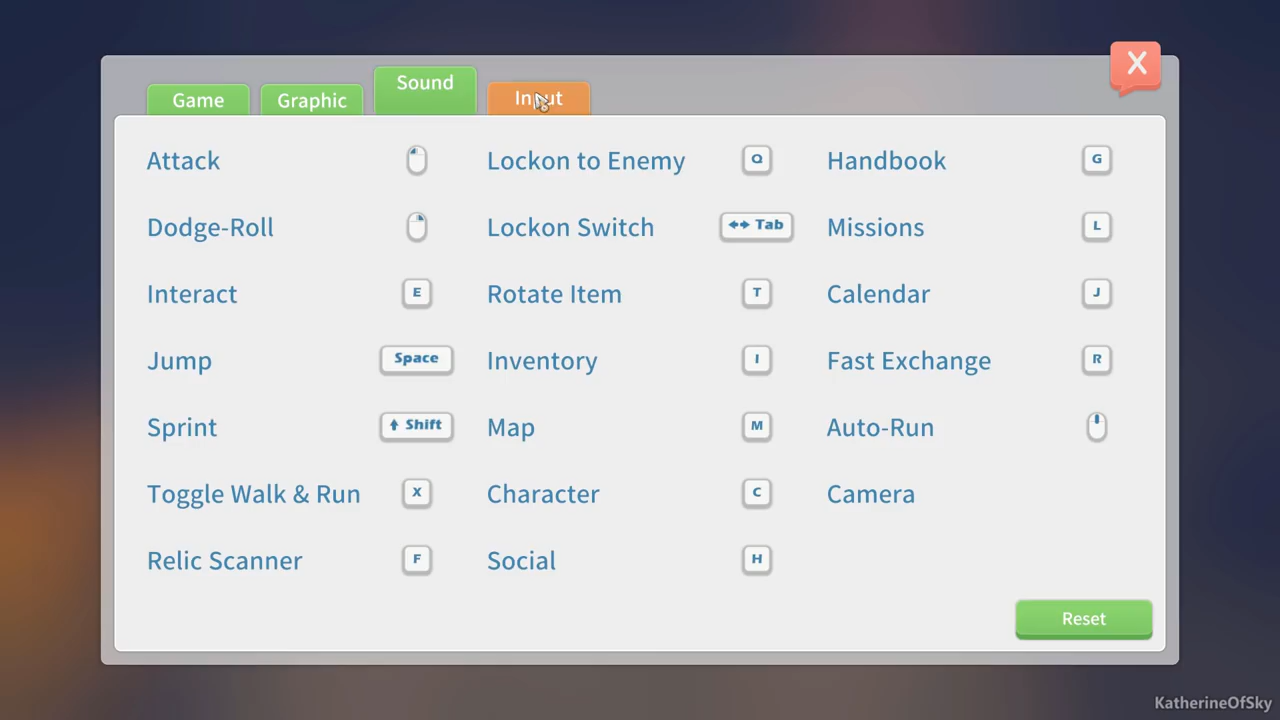 Game
Graphic
Sound
Input
X
Attack
Lockon to Enemy
Q
Handbook
G
Dodge-Roll
Lockon Switch
Tab
Missions
L
Interact
E
Rotate Item
T
Calendar
J
Jump
Space
Inventory
I
Fast Exchange
R
Sprint
Shift
Map
M
Auto-Run
Toggle Walk & Run
X
Character
C
Camera
Relic Scanner
F
Social
H
Reset
KatherineOfSky